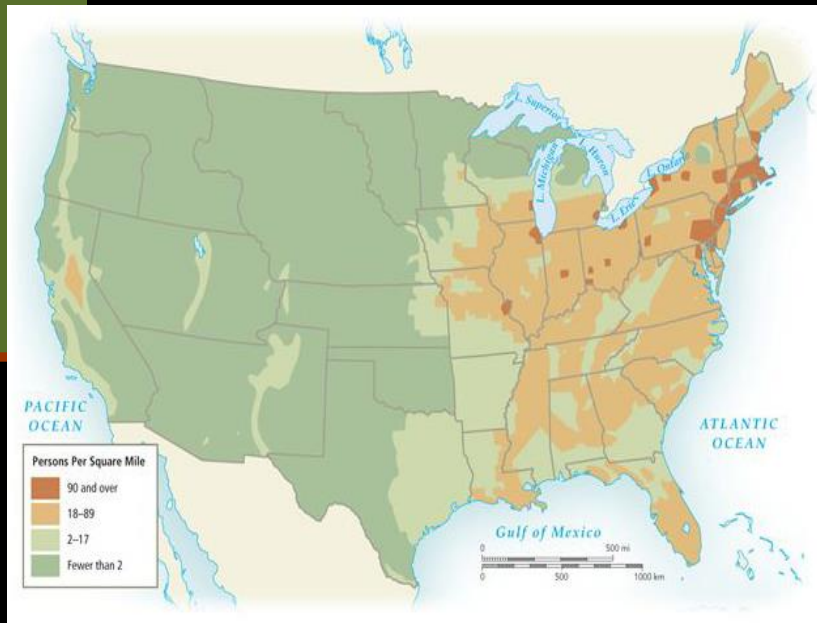 L. Superior
L. Michigan
L. Huron
L. Ontario
L. Erie
PACIFIC
OCEAN
ATLANTIC
OCEAN
Gulf of Mexico
Persons Per Square Mile
90 and over
18–89
2–17
Fewer than 2
0 500 mi
0 500 1000 km